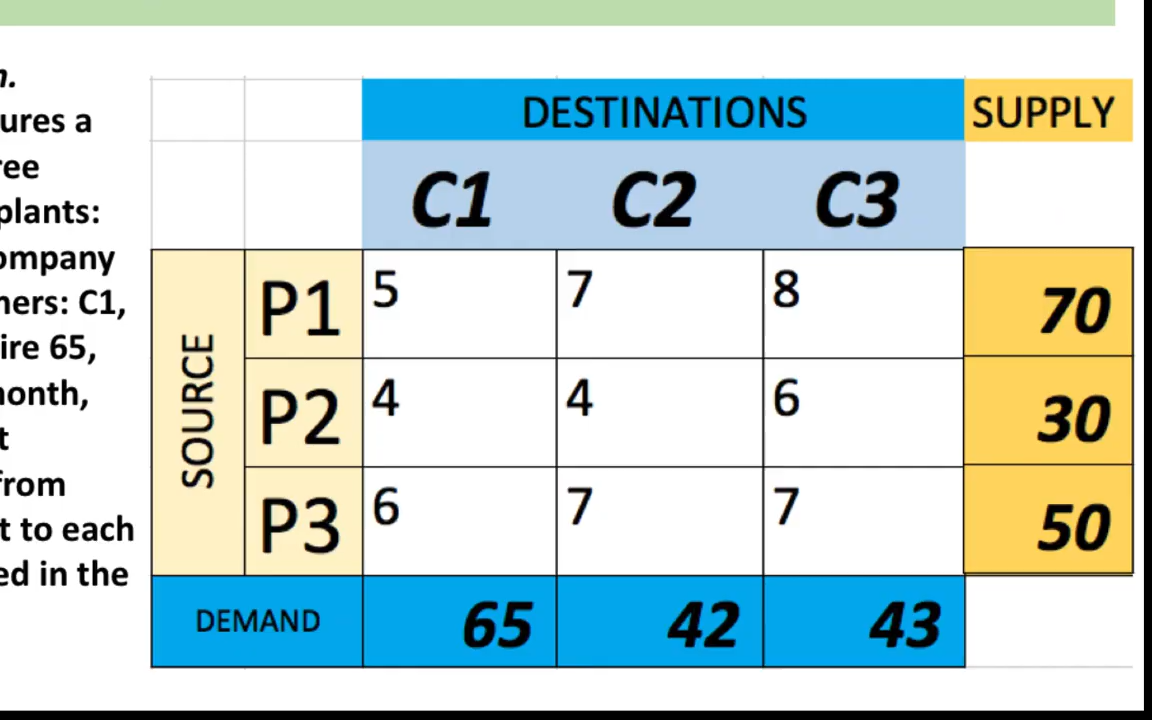 n.
ures a
ree
plants:
ompany
ners: C1,
ire 65,
nonth,
t
from
t to each
ed in the
DESTINATIONS SUPPLY
C1 C2 C3
SOURCE
P1 5 7 8 70
P2 4 4 6 30
P3 6 7 7 50
DEMAND 65 42 43